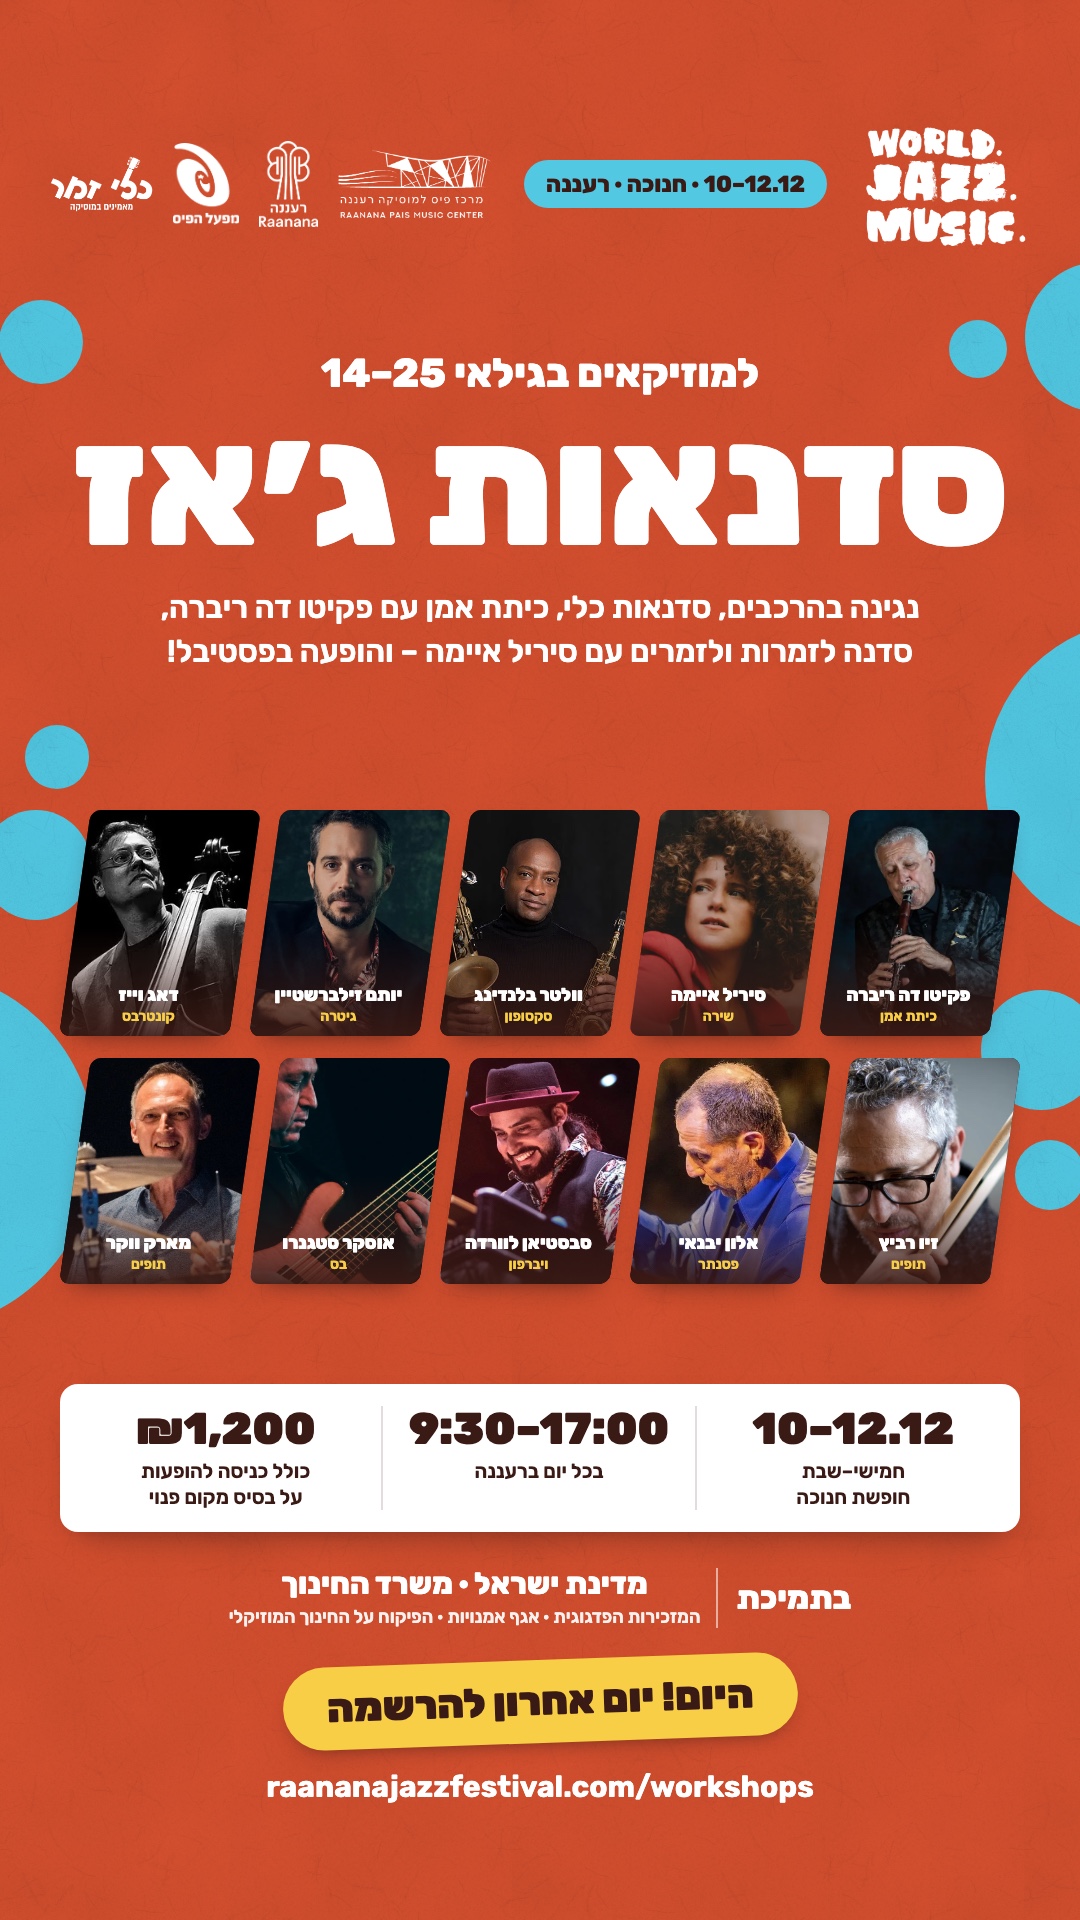 WORLD.
JAZZ.
MUSIC.
10–12.12 • חנוכה • רעננה
מרכז פיס למוסיקה רעננה
RAANANA PAIS MUSIC CENTER
רעננה
Raanana
מפעל הפיס
כלי זמר
מאמינים במוסיקה
למוזיקאים בגילאי 14–25
סדנאות ג׳אז
נגינה בהרכבים, סדנאות כלי, כיתת אמן עם פקיטו דה ריברה,
סדנה לזמרות ולזמרים עם סיריל איימה – והופעה בפסטיבל!
פקיטו דה ריברה
כיתת אמן
סיריל איימה
שירה
וולטר בלנדינג
סקסופון
יותם זילברשטיין
גיטרה
דאג וייז
קונטרבס
זיו רביץ
תופים
אלון יבנאי
פסנתר
סבסטיאן לוורדה
ויברפון
אוסקר סטגנרו
בס
מארק ווקר
תופים
10–12.12
חמישי–שבת
חופשת חנוכה
9:30–17:00
בכל יום ברעננה
₪1,200
כולל כניסה להופעות
על בסיס מקום פנוי
בתמיכת
מדינת ישראל • משרד החינוך
המזכירות הפדגוגית • אגף אמנויות • הפיקוח על החינוך המוזיקלי
היום! יום אחרון להרשמה
raananajazzfestival.com/workshops